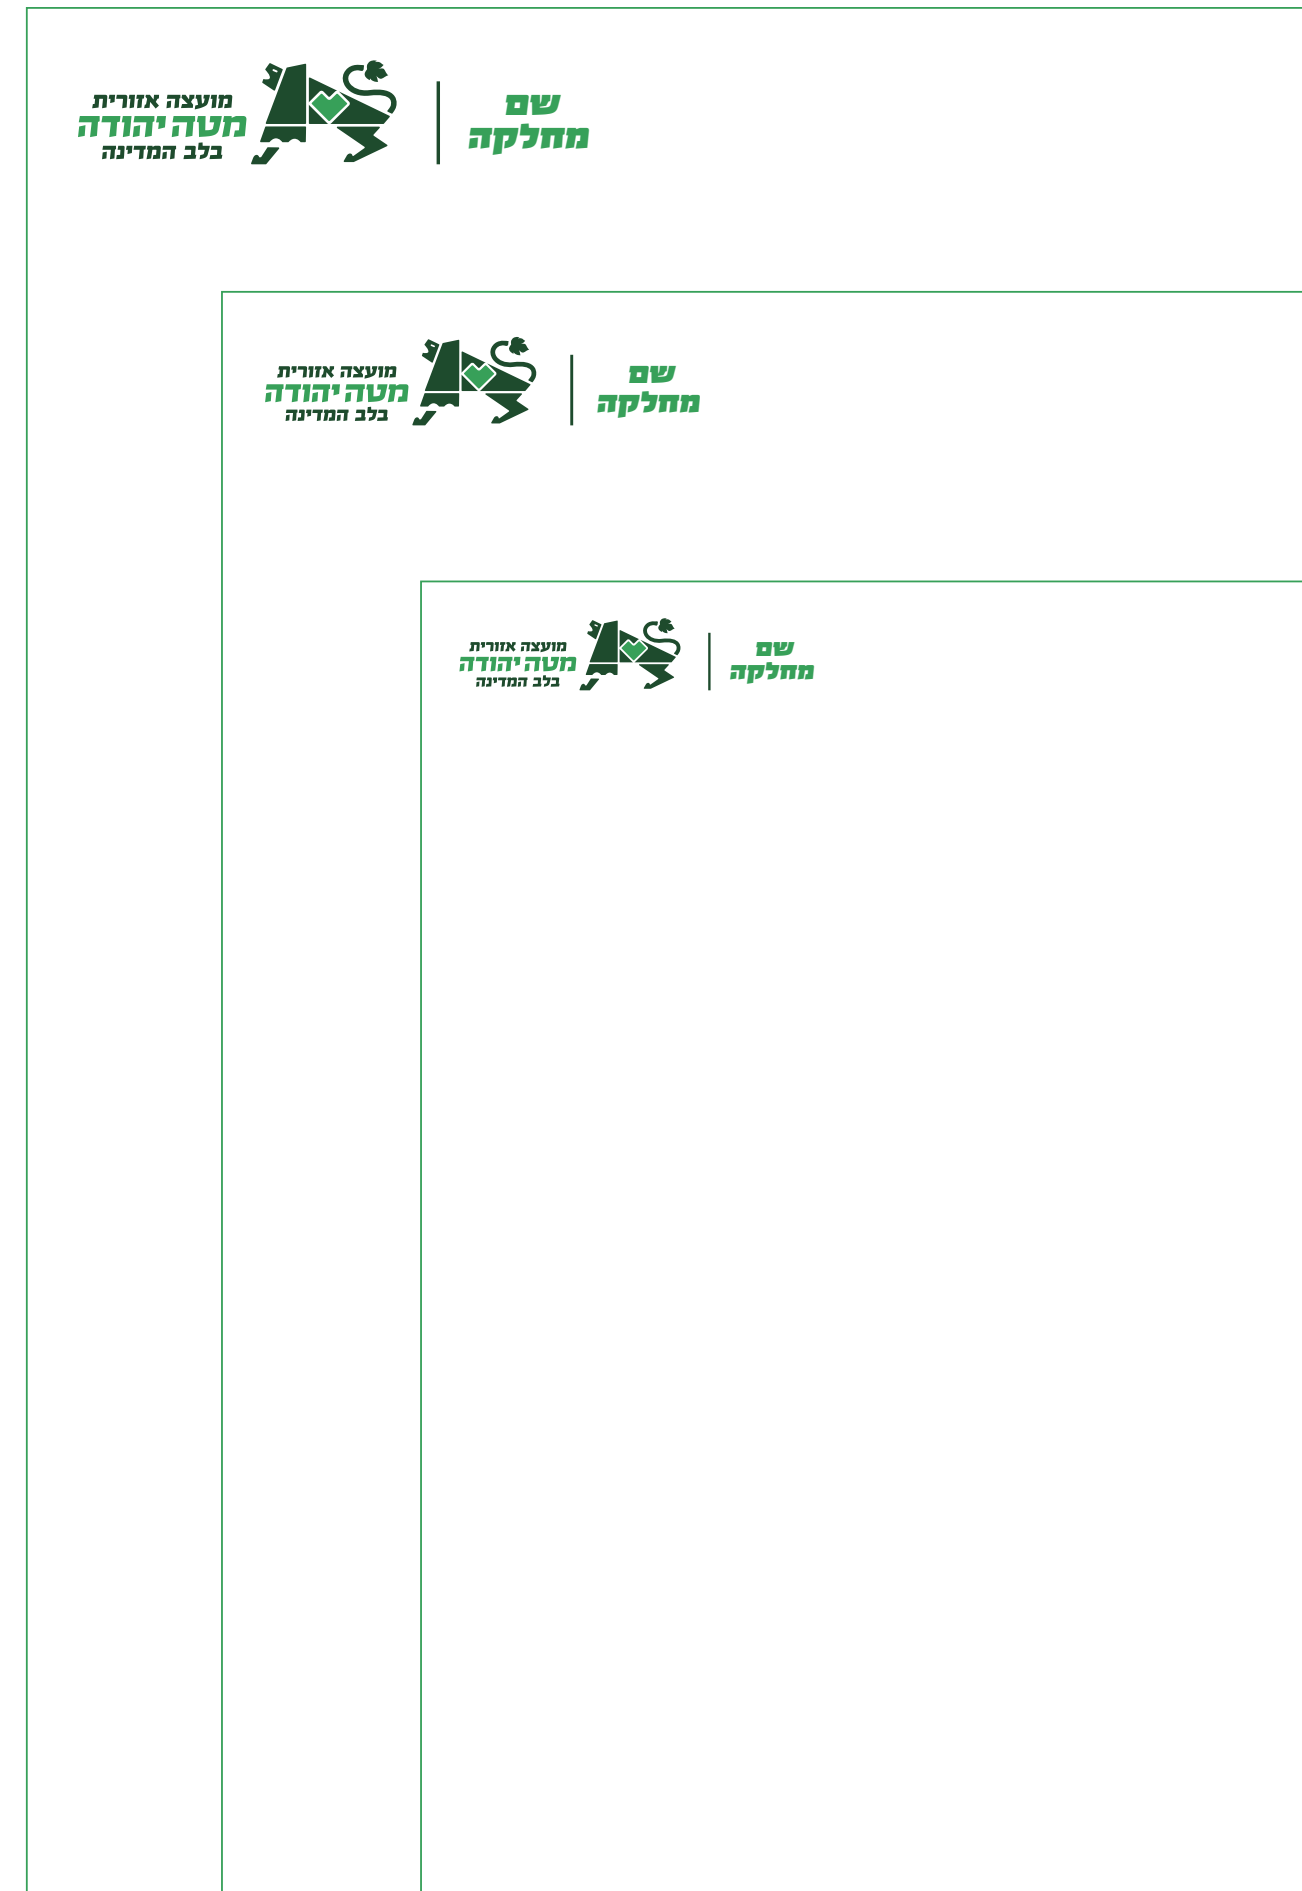 מועצה אזורית
מטה יהודה
בלב המדינה
שם
מחלקה
מועצה אזורית
מטה יהודה
בלב המדינה
שם
מחלקה
מועצה אזורית
מטה יהודה
בלב המדינה
שם
מחלקה